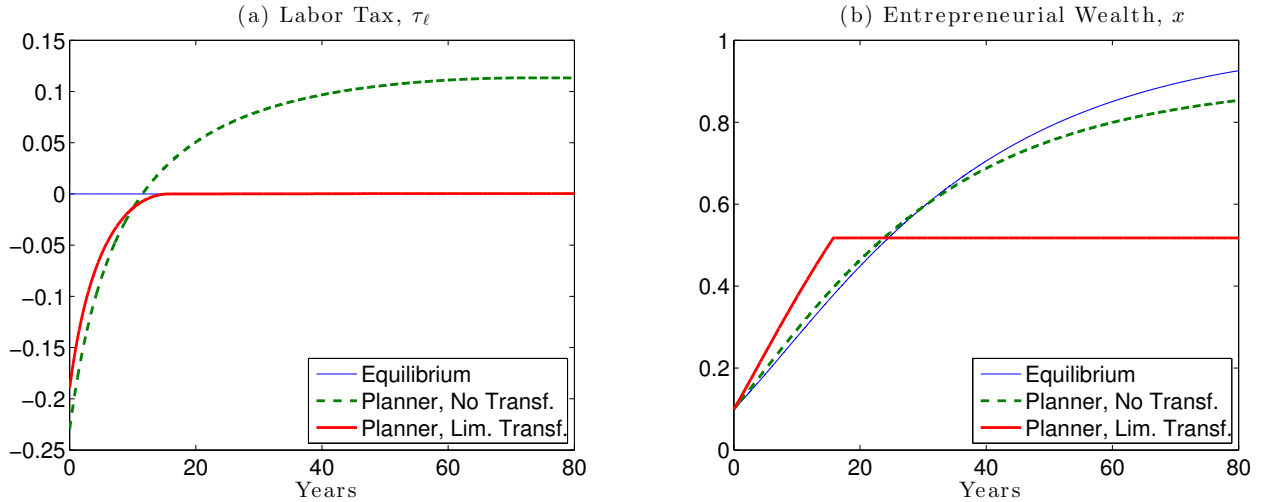 (a) Labor Tax, τℓ
0.15
0.1
0.05
0
−0.05
−0.1
−0.15
−0.2
−0.25
0 20 40 60 80
Years
Equilibrium
Planner, No Transf.
Planner, Lim. Transf.
(b) Entrepreneurial Wealth, x
1
0.8
0.6
0.4
0.2
0
0 20 40 60 80
Years
Equilibrium
Planner, No Transf.
Planner, Lim. Transf.